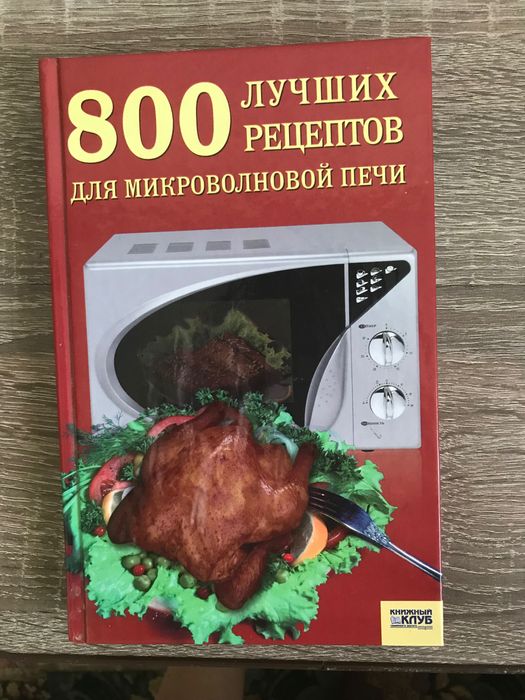 800 ЛУЧШИХ
РЕЦЕПТОВ
ДЛЯ МИКРОВОЛНОВОЙ ПЕЧИ
КНИЖНЫЙ
КЛУБ